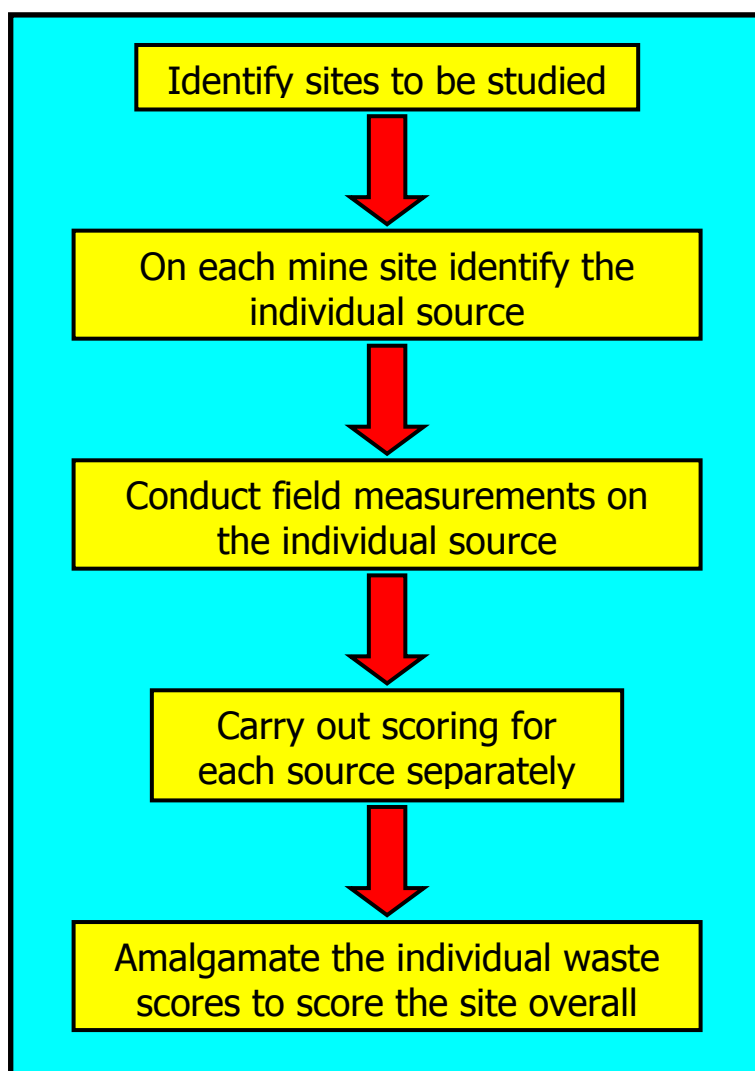 Identify sites to be studied
On each mine site identify the
individual source
Conduct field measurements on
the individual source
Carry out scoring for
each source separately
Amalgamate the individual waste
scores to score the site overall